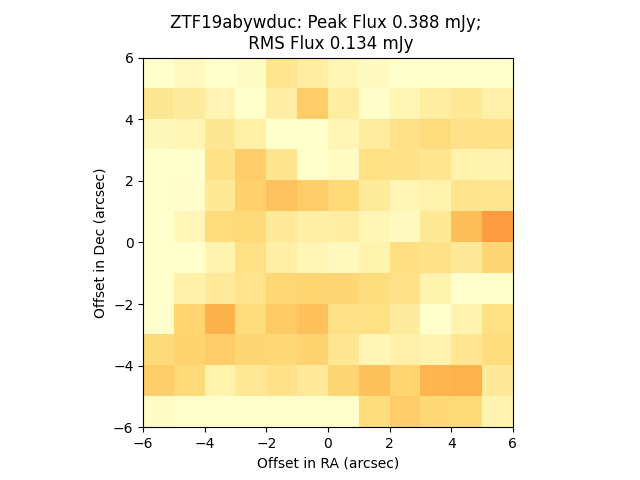 ZTF19abywduc: Peak Flux 0.388 mJy;
RMS Flux 0.134 mJy
6
4
2
0
−2
−4
−6
Offset in Dec (arcsec)
−6 −4 −2 0 2 4 6
Offset in RA (arcsec)